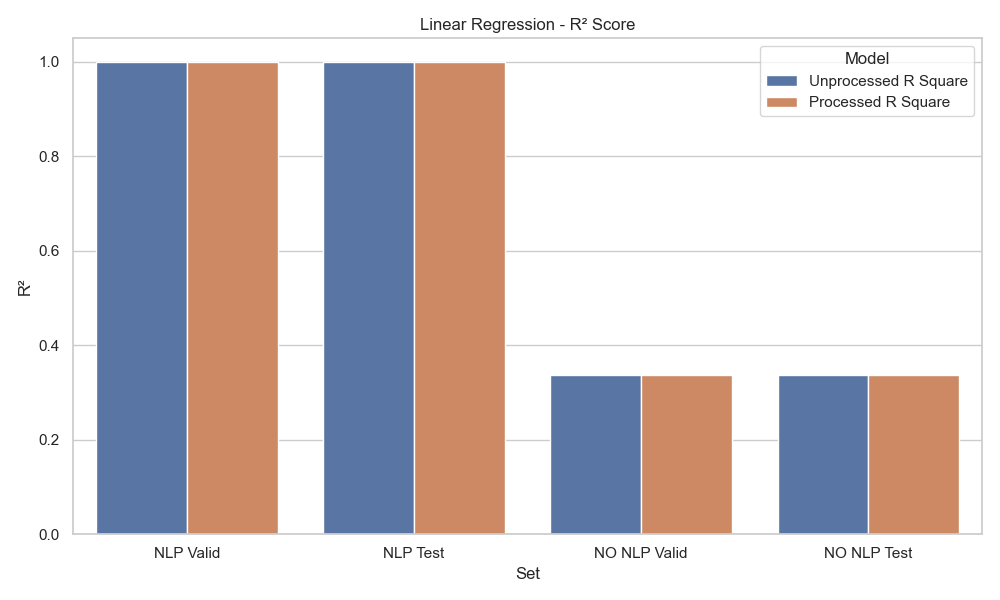 Linear Regression - R² Score
Model
Unprocessed R Square
Processed R Square
R²
1.0
0.8
0.6
0.4
0.2
0.0
NLP Valid
NLP Test
NO NLP Valid
NO NLP Test
Set